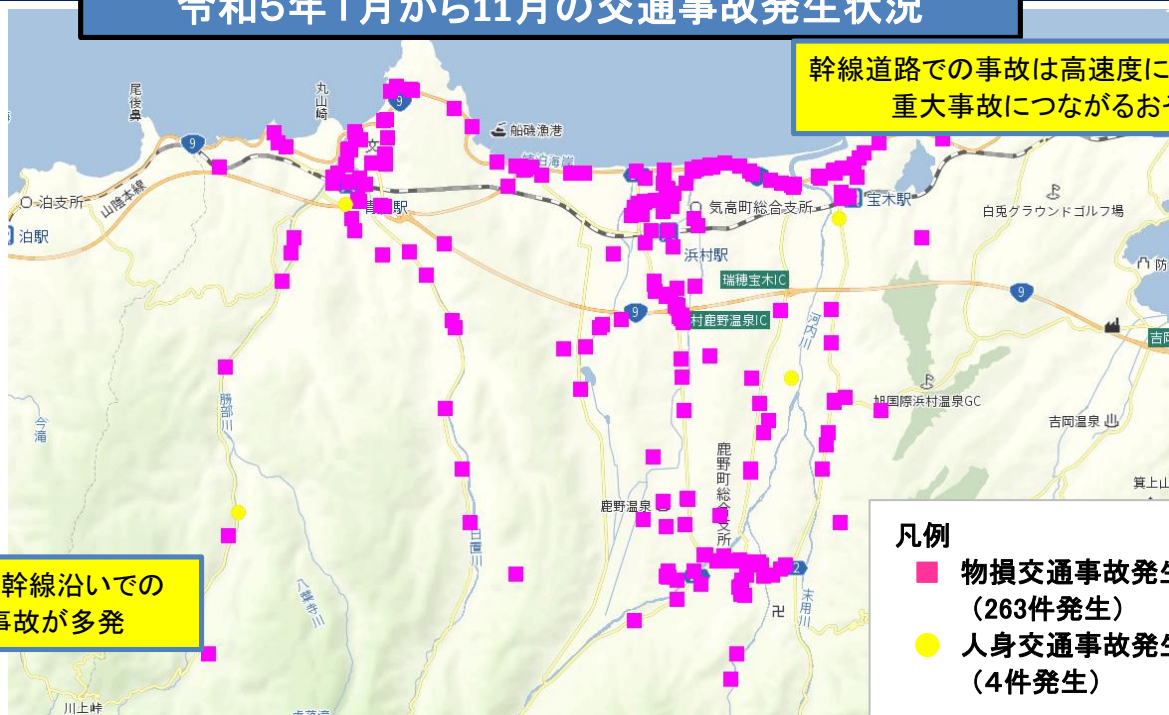 令和5年1月から11月の交通事故発生状況
幹線道路での事故は高速度に
重大事故につながるおそ
尾後鼻
丸山崎
9
船磯漁港
9
文
泊支所
山陰本線
泊駅
気高町総合支所
宝木駅
白兎グラウンドゴルフ場
浜村駅
防
瑞穂宝木IC
9
9
村鹿野温泉IC
河内川
吉岡
旭国際浜村温泉GC
勝部川
今滝
吉岡温泉
鹿野町総合支所
箕上山
鹿野温泉
日置川
幹線沿いでの
事故が多発
末用川
川上峠
凡例
物損交通事故発生
（263件発生）
人身交通事故発生
（4件発生）